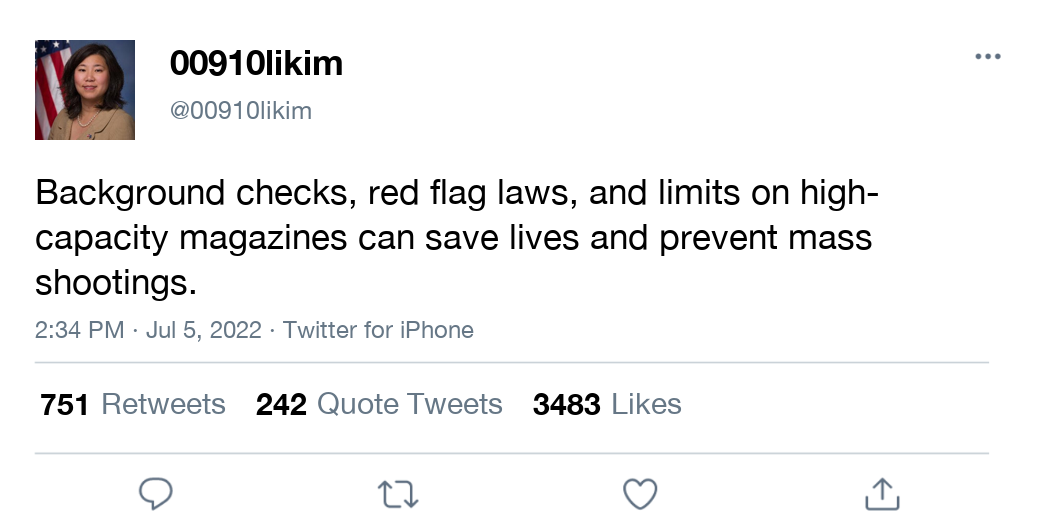 00910likim
@00910likim
Background checks, red flag laws, and limits on high-
capacity magazines can save lives and prevent mass
shootings.
2:34 PM · Jul 5, 2022 · Twitter for iPhone
751 Retweets 242 Quote Tweets 3483 Likes